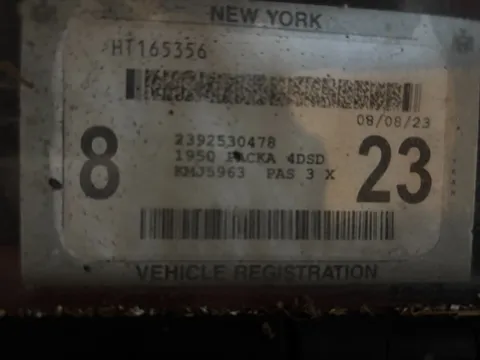 NEW YORK
HT165356
08/08/23
8
2392530478
1950 PACKA 4DSD
KMJ5963 PAS 3 X
23
VEHICLE REGISTRATION